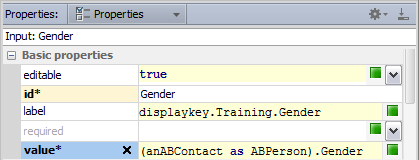 Properties: Properties
Input: Gender
Basic properties
editable true
id* Gender
label displaykey.Training.Gender
required
value* (anABContact as ABPerson).Gender